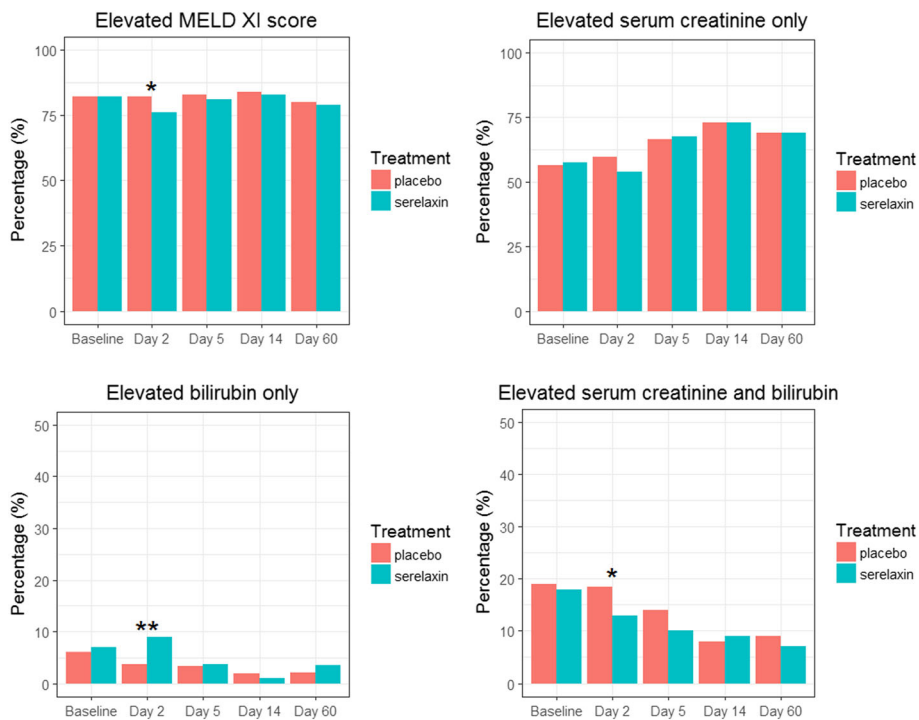 Elevated MELD XI score
Percentage (%)
100
75
50
25
0
*
Baseline Day 2 Day 5 Day 14 Day 60
Treatment
placebo
serelaxin
Elevated serum creatinine only
Percentage (%)
100
75
50
25
0
Baseline Day 2 Day 5 Day 14 Day 60
Treatment
placebo
serelaxin
Elevated bilirubin only
Percentage (%)
50
40
30
20
10
0
**
Baseline Day 2 Day 5 Day 14 Day 60
Treatment
placebo
serelaxin
Elevated serum creatinine and bilirubin
Percentage (%)
50
40
30
20
10
0
*
Baseline Day 2 Day 5 Day 14 Day 60
Treatment
placebo
serelaxin